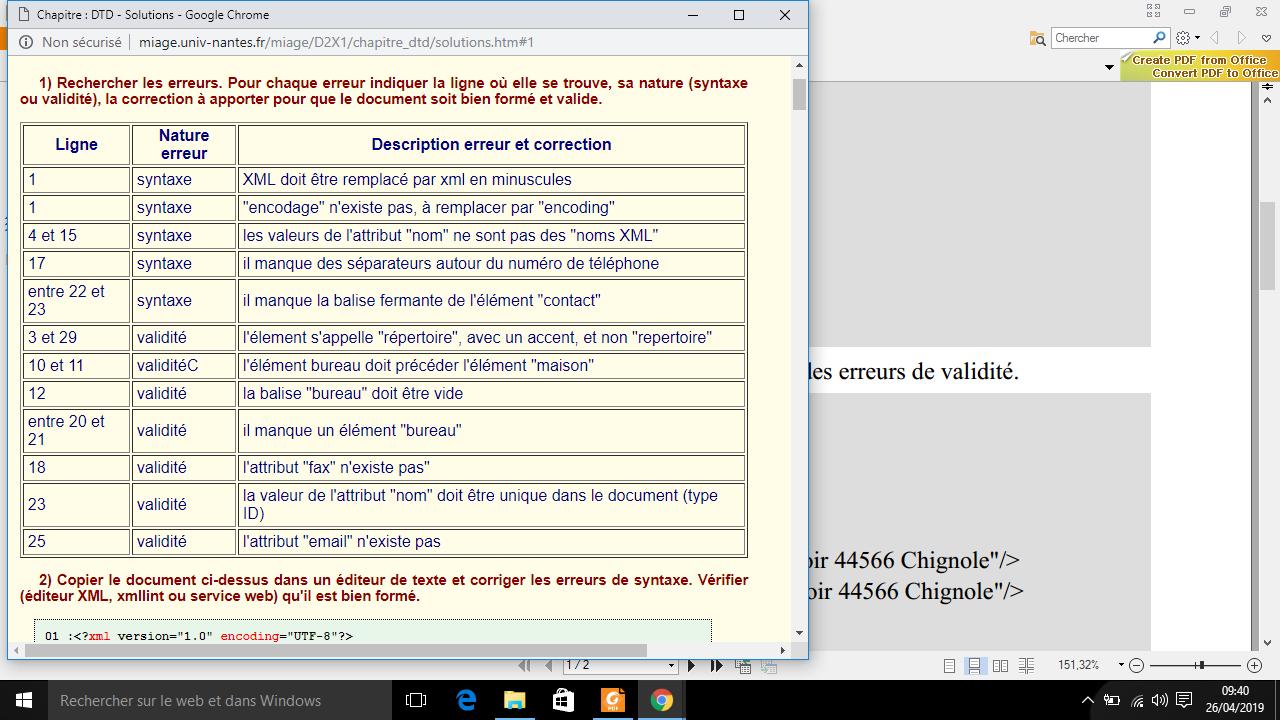 Chapitre : DTD - Solutions - Google Chrome
Non sécurisé | miage.univ-nantes.fr/miage/D2X1/chapitre_dtd/solutions.htm#1
1) Rechercher les erreurs. Pour chaque erreur indiquer la ligne où elle se trouve, sa nature (syntaxe
ou validité), la correction à apporter pour que le document soit bien formé et valide.
Ligne Nature erreur Description erreur et correction
1 syntaxe XML doit être remplacé par xml en minuscules
1 syntaxe "encodage" n'existe pas, à remplacer par "encoding"
4 et 15 syntaxe les valeurs de l'attribut "nom" ne sont pas des "noms XML"
17 syntaxe il manque des séparateurs autour du numéro de téléphone
entre 22 et 23 syntaxe il manque la balise fermante de l'élément "contact"
3 et 29 validité l'élement s'appelle "répertoire", avec un accent, et non "repertoire"
10 et 11 validitéC l'élément bureau doit précéder l'élément "maison"
12 validité la balise "bureau" doit être vide
entre 20 et 21 validité il manque un élément "bureau"
18 validité l'attribut "fax" n'existe pas"
23 validité la valeur de l'attribut "nom" doit être unique dans le document (type ID)
25 validité l'attribut "email" n'existe pas
2) Copier le document ci-dessus dans un éditeur de texte et corriger les erreurs de syntaxe. Vérifier
(éditeur XML, xmllint ou service web) qu'il est bien formé.
01 :<?xml version="1.0" encoding="UTF-8"?>
Chercher
Create PDF from Office
Convert PDF to Office
les erreurs de validité.
oir 44566 Chignole"/>
oir 44566 Chignole"/>
1 / 2
151,32%
Rechercher sur le web et dans Windows
PDF
09:40
26/04/2019